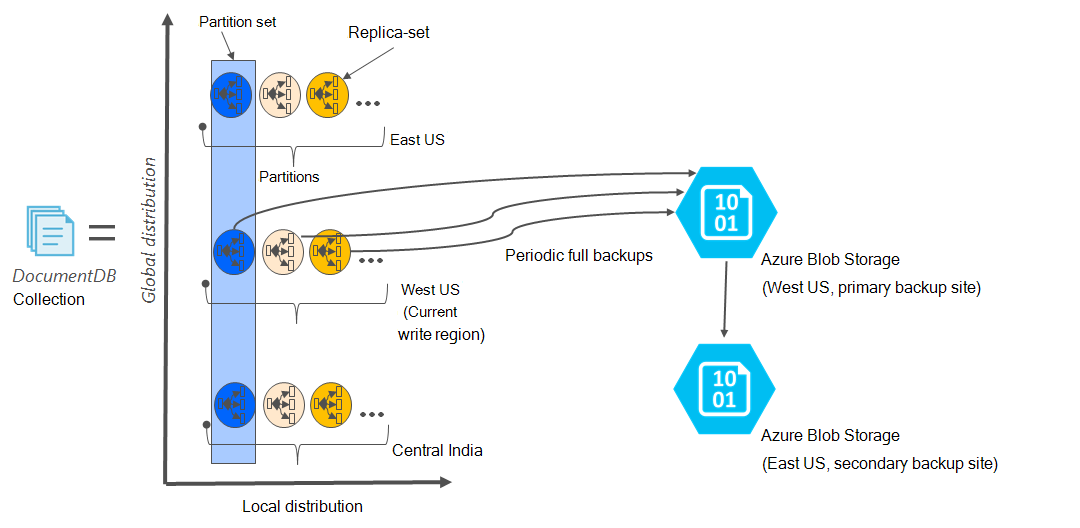 Partition set
Replica-set
East US
Partitions
Global distribution
DocumentDB
Collection
Periodic full backups
West US
(Current
write region)
Central India
Local distribution
10
01
Azure Blob Storage
(West US, primary backup site)
10
01
Azure Blob Storage
(East US, secondary backup site)